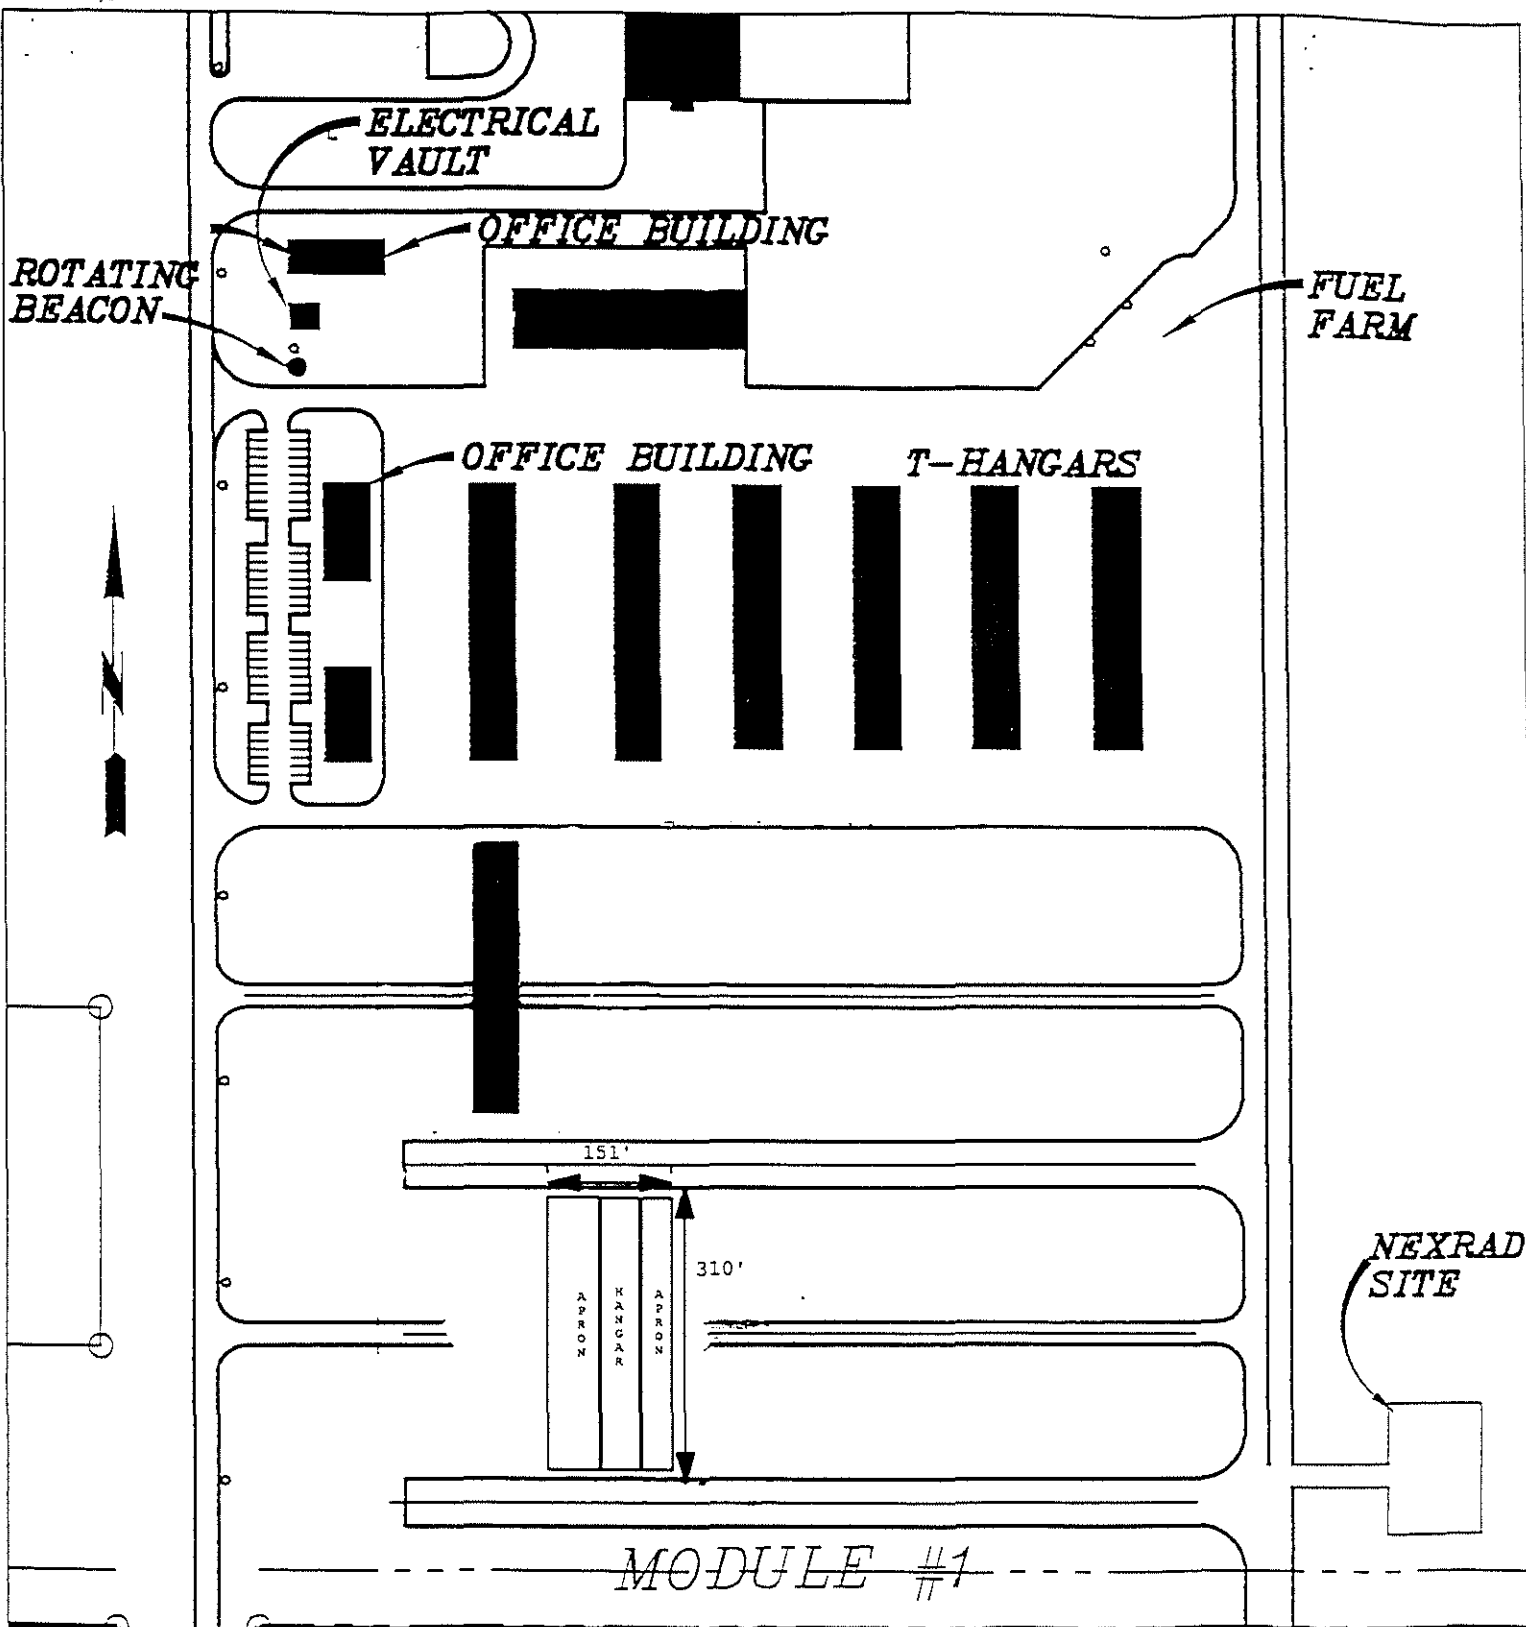 ELECTRICAL
VAULT
OFFICE BUILDING
ROTATING
BEACON
FUEL
FARM
OFFICE BUILDING
T-HANGARS
N
151'
310'
APRON
HANGAR
APRON
NEXRAD
SITE
MODULE #1